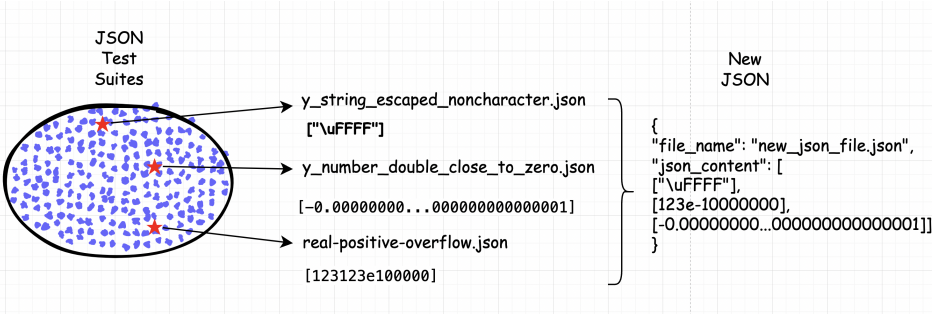 JSON
Test
Suites
y_string_escaped_noncharacter.json
["\uFFFF"]
y_number_double_close_to_zero.json
[-0.00000000...000000000000001]
real-positive-overflow.json
[123123e100000]
New
JSON
{
"file_name": "new_json_file.json",
"json_content": [
["\uFFFF"],
[123e-10000000],
[-0.00000000...000000000000001]]
}